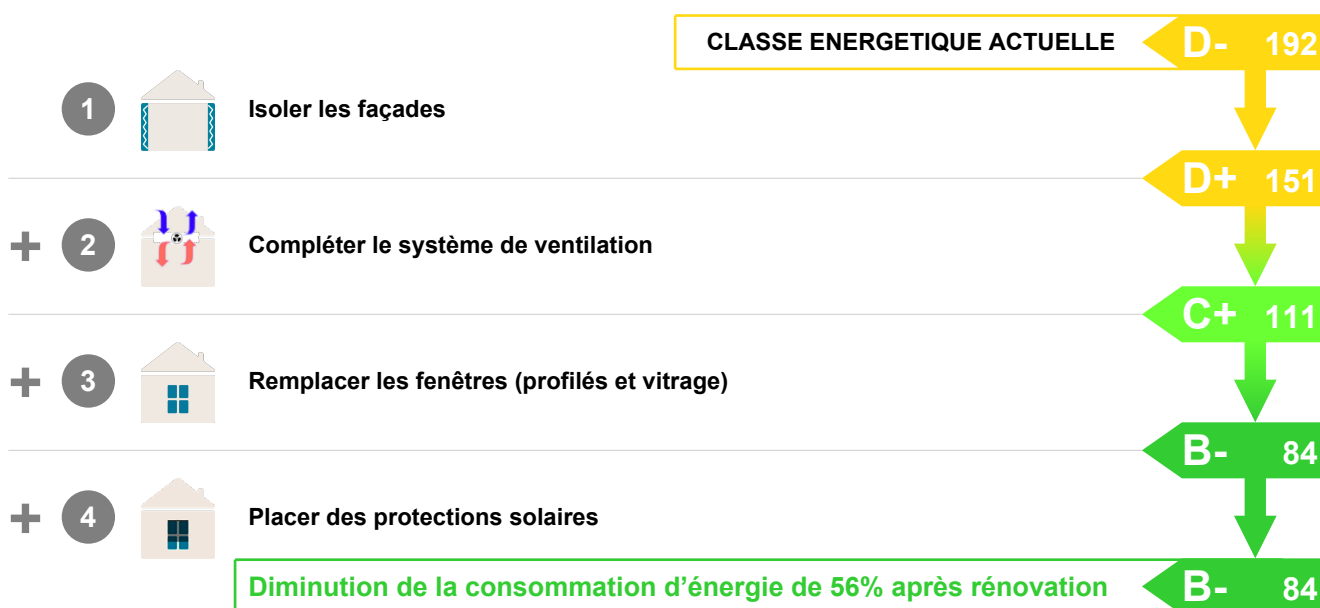 CLASSE ENERGETIQUE ACTUELLE D- 192
1 Isoler les façades
D+ 151
+ 2 Compléter le système de ventilation
C+ 111
+ 3 Remplacer les fenêtres (profilés et vitrage)
B- 84
+ 4 Placer des protections solaires
Diminution de la consommation d’énergie de 56% après rénovation B- 84